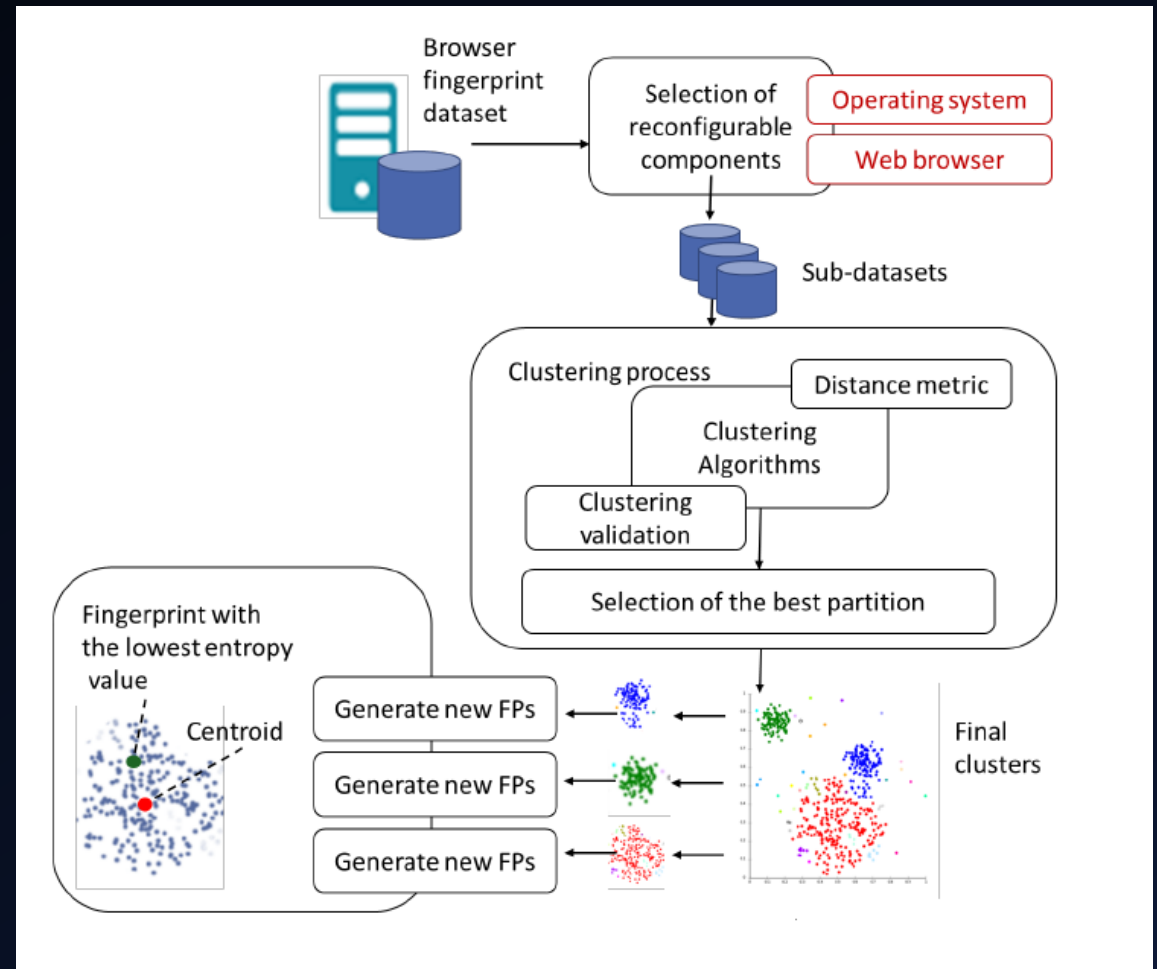 Browser
fingerprint
dataset
Selection of
reconfigurable
components
Operating system
Web browser
Sub-datasets
Clustering process
Distance metric
Clustering
Algorithms
Clustering
validation
Selection of the best partition
Fingerprint with
the lowest entropy
value
Centroid
Generate new FPs
Generate new FPs
Generate new FPs
Final
clusters